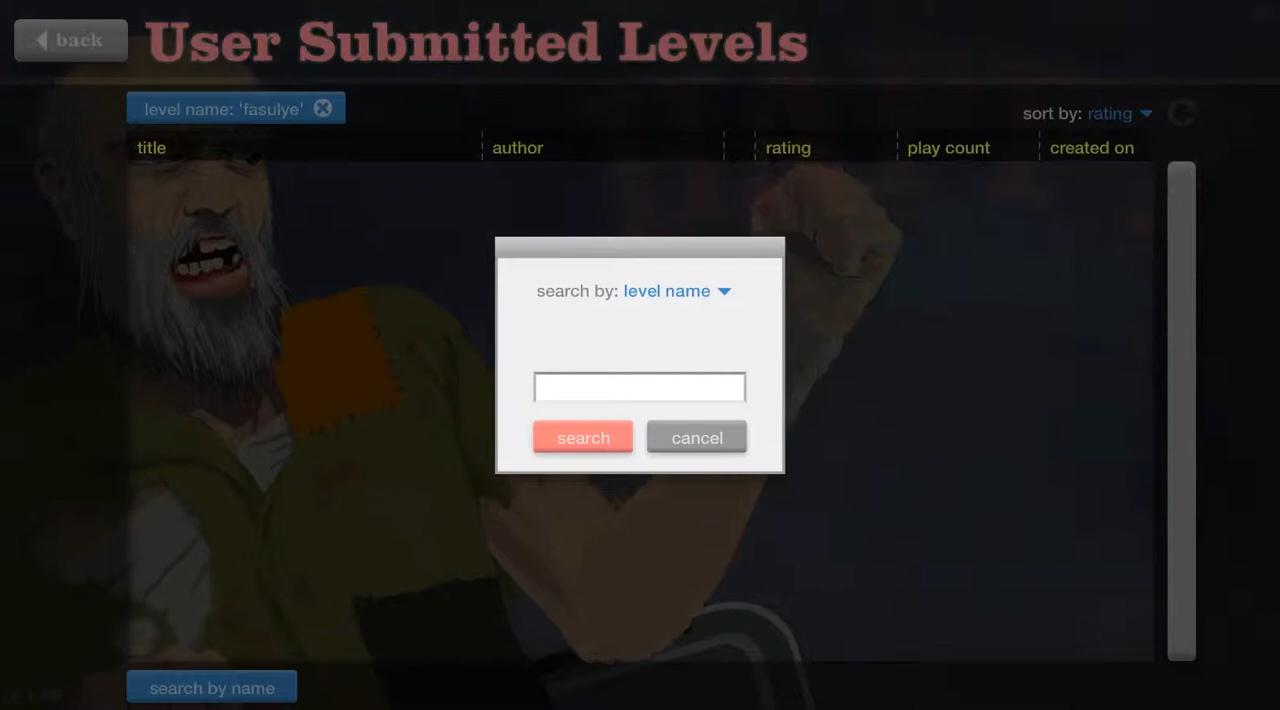 back
User Submitted Levels
level name: 'fasulye'
sort by: rating
title author rating play count created on
search by: level name
search cancel
search by name